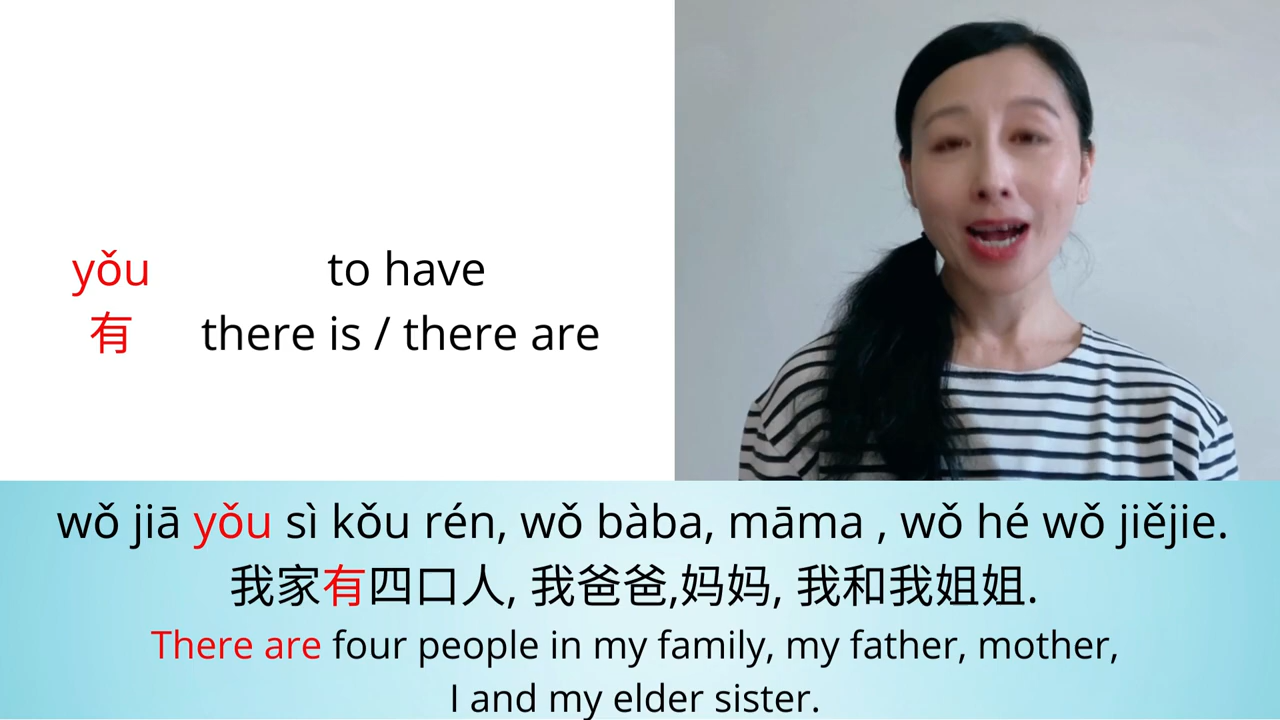 yǒu to have
有 there is / there are
wǒ jiā yǒu sì kǒu rén, wǒ bàba, māma , wǒ hé wǒ jiějie.
我家有四口人, 我爸爸,妈妈, 我和我姐姐.
There are four people in my family, my father, mother,
I and my elder sister.